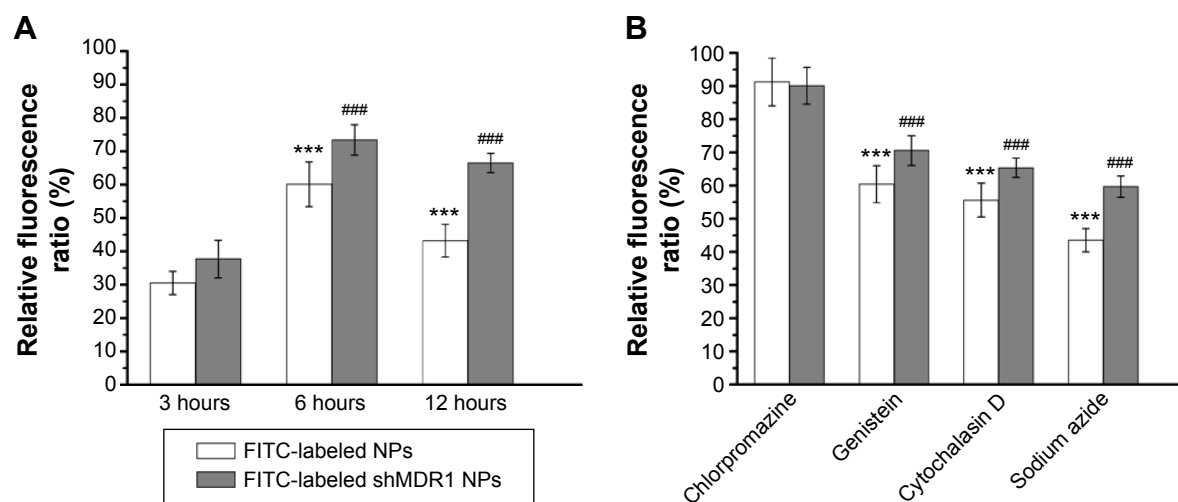 A
Relative fluorescence
ratio (%)
100
90
80
70
60
50
40
30
20
10
0
***
###
***
###
3 hours
6 hours
12 hours
FITC-labeled NPs
FITC-labeled shMDR1 NPs
B
Relative fluorescence
ratio (%)
100
90
80
70
60
50
40
30
20
10
0
***
###
***
###
***
###
Chlorpromazine
Genistein
Cytochalasin D
Sodium azide